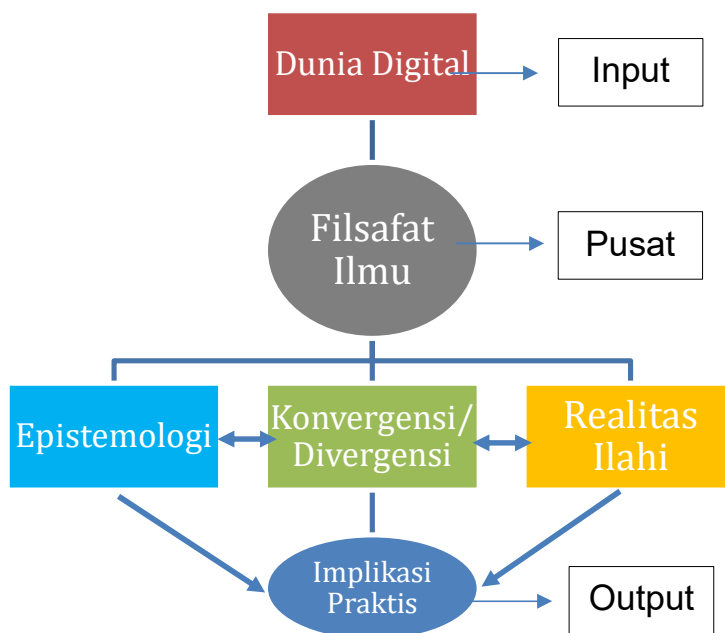 Dunia Digital
Input
Filsafat
Ilmu
Pusat
Epistemologi
Konvergensi/
Divergensi
Realitas
Ilahi
Implikasi
Praktis
Output